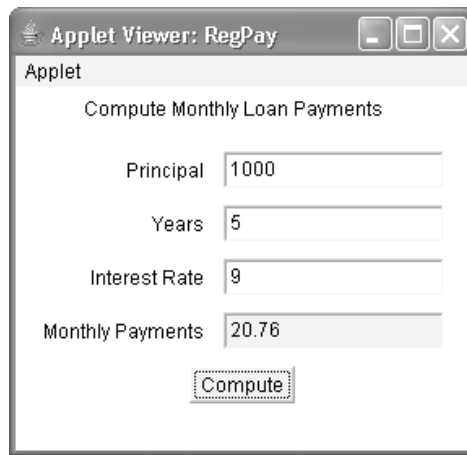 Applet Viewer: RegPay
Applet
Compute Monthly Loan Payments
Principal 1000
Years 5
Interest Rate 9
Monthly Payments 20.76
Compute